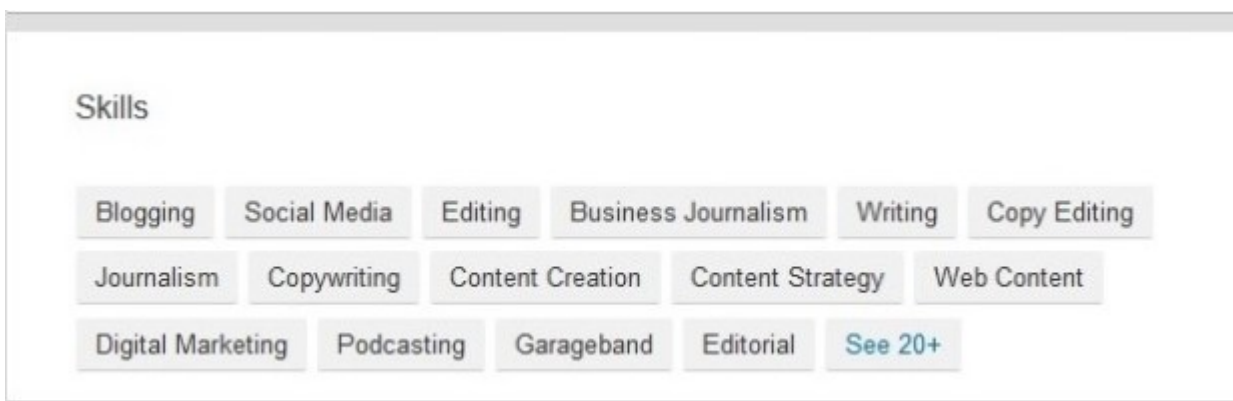 Skills
Blogging Social Media Editing Business Journalism Writing Copy Editing
Journalism Copywriting Content Creation Content Strategy Web Content
Digital Marketing Podcasting Garageband Editorial See 20+